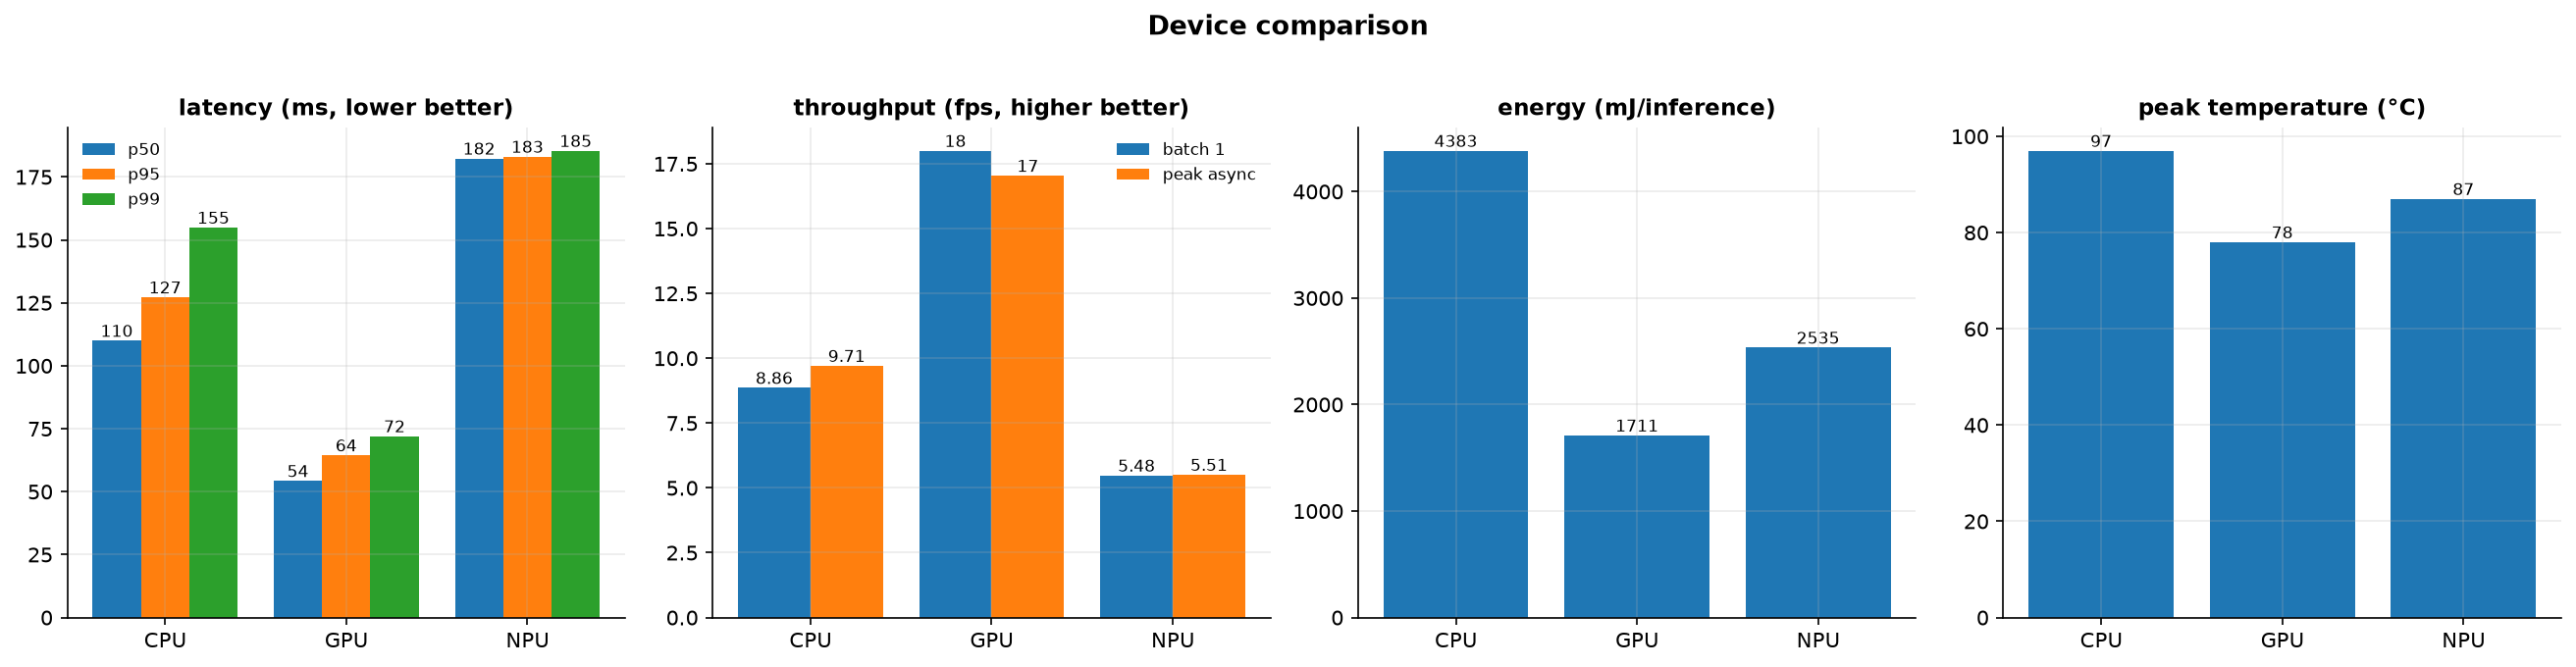 Device comparison
latency (ms, lower better)
p50
p95
p99
175
150
125
100
75
50
25
0
110
127
155
54
64
72
182
183
185
CPU
GPU
NPU
throughput (fps, higher better)
batch 1
peak async
17.5
15.0
12.5
10.0
7.5
5.0
2.5
0.0
8.86
9.71
18
17
5.48
5.51
CPU
GPU
NPU
energy (mJ/inference)
4000
3000
2000
1000
0
4383
1711
2535
CPU
GPU
NPU
peak temperature (°C)
100
80
60
40
20
0
97
78
87
CPU
GPU
NPU